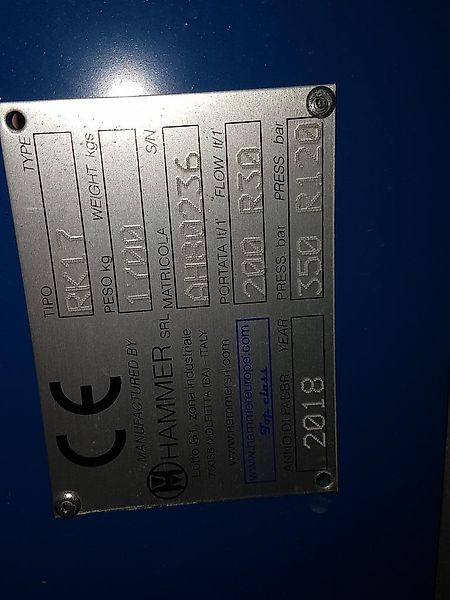 TIPO TYPE
RK17
PESO kg WEIGHT kgs
1700
MATRICOLA S/N
AHR0236
PORTATA lt/1' FLOW lt/1'
200 R30
PRESS. bar PRESS. bar
350 R120
CE
MANUFACTURED BY
HAMMER SRL
Lotto G1, zona industriale
70056 MOLFETTA (BA) - ITALY
www.hammersrl.com
www.hammereurope.com
Top class
ANNO DI FABBR. YEAR
2018